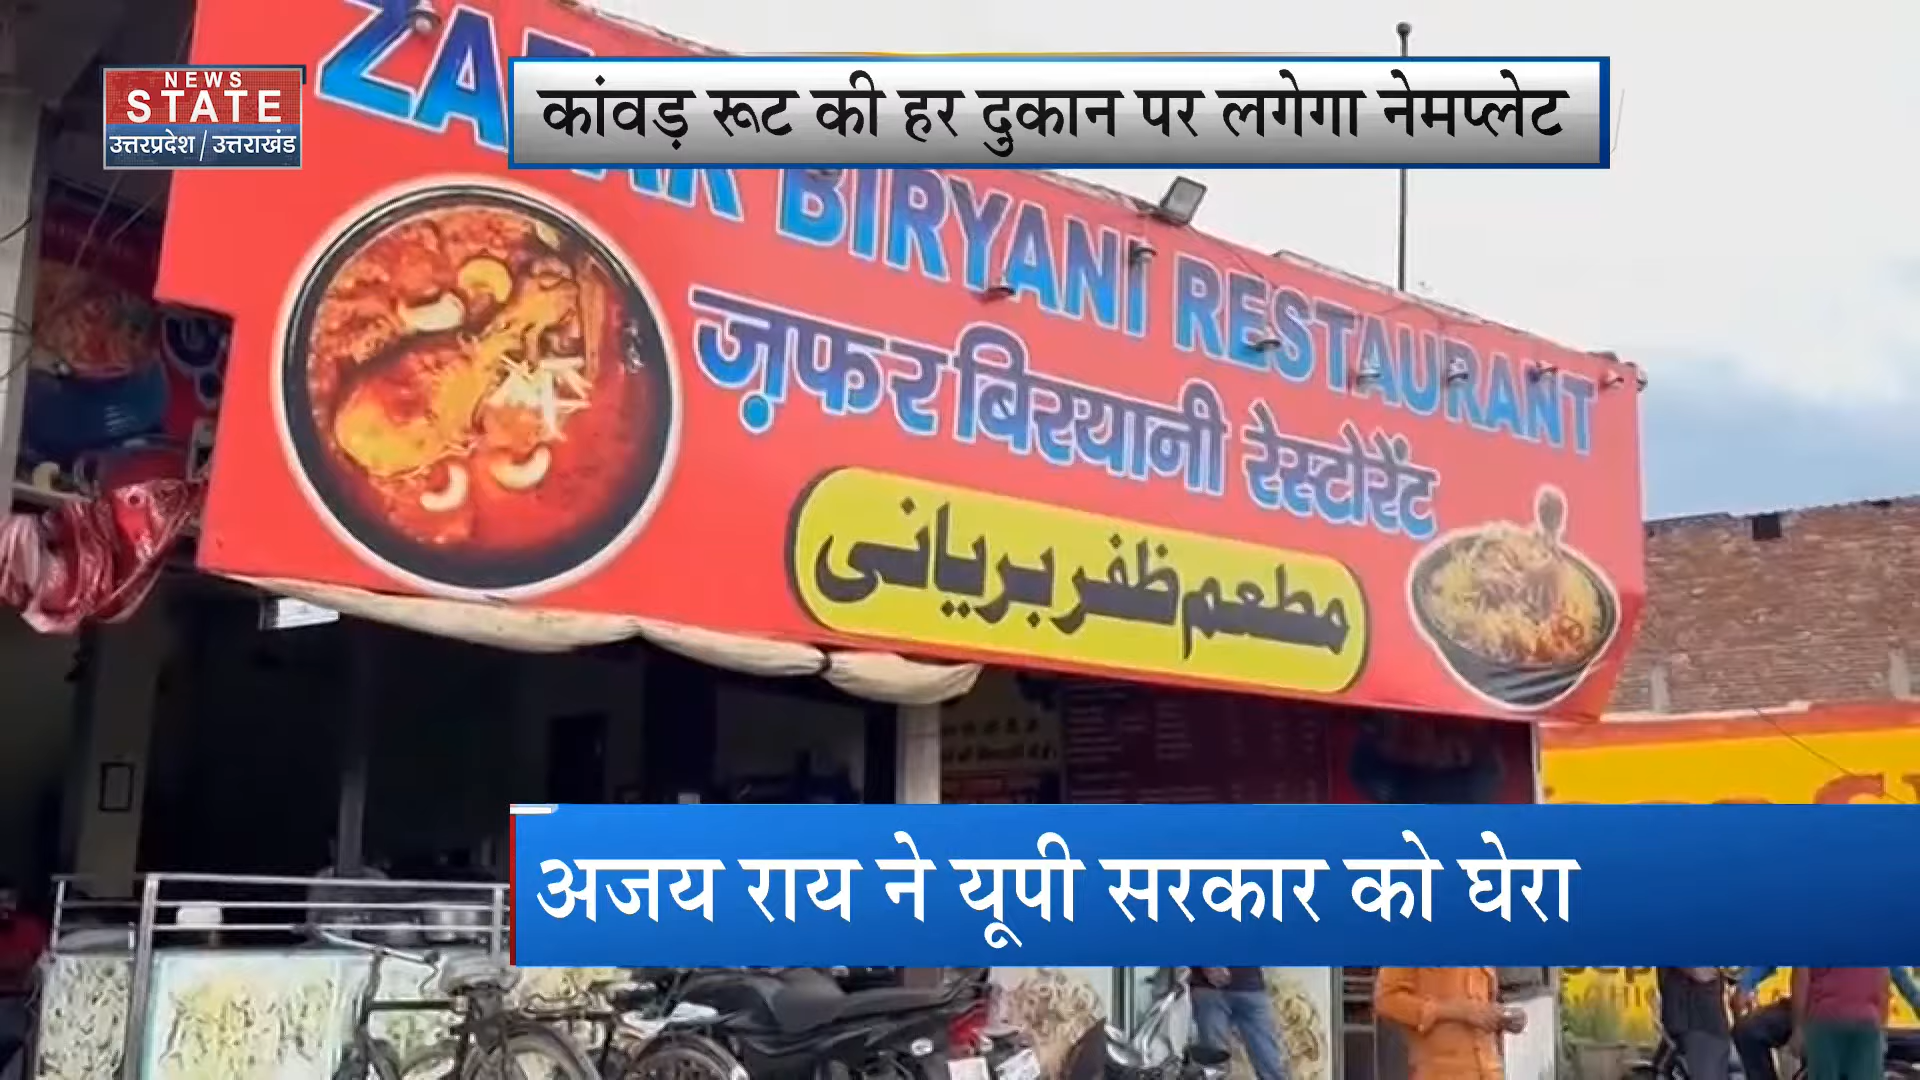 NEWS
STATE
उत्तरप्रदेश/उत्तराखंड
कांवड़ रूट की हर दुकान पर लगेगा नेमप्लेट
BIRYANI RESTAURANT
ज़फर बिरयानी रेस्टोरेंट
مطعم ظفر بریانی
अजय राय ने यूपी सरकार को घेरा